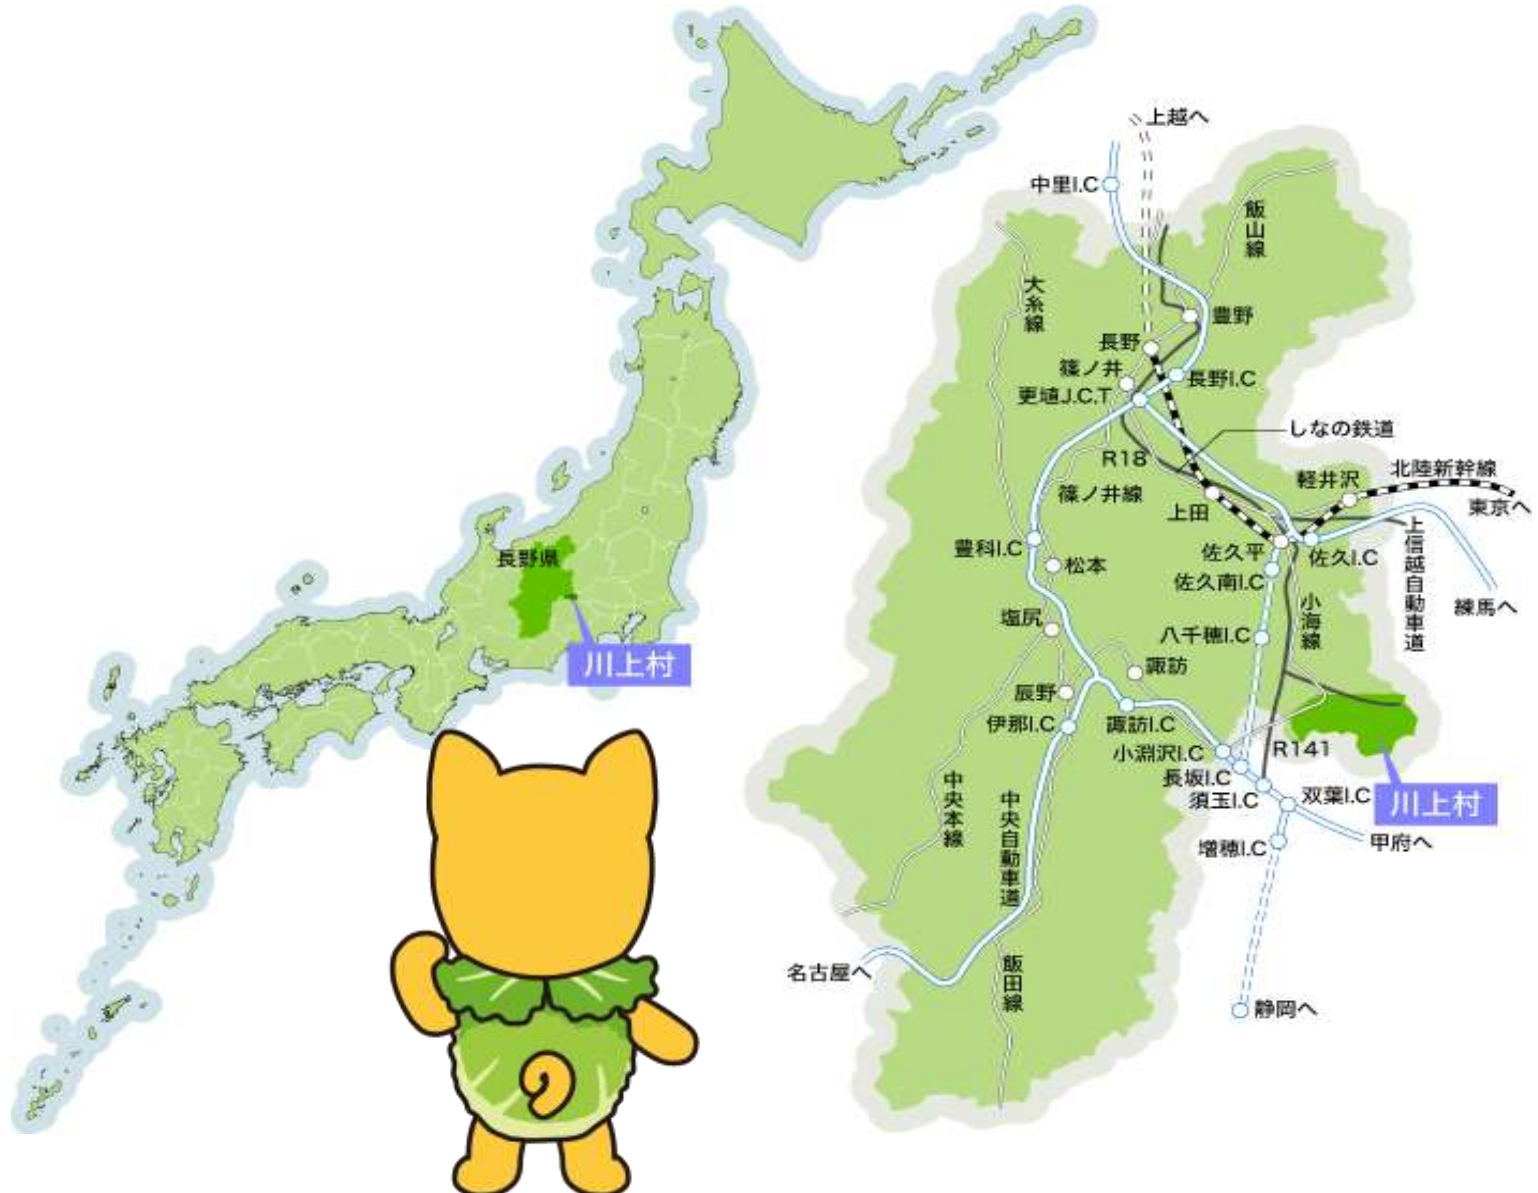 長野県
川上村
上越へ
中里I.C
飯山線
大糸線
豊野
長野
篠ノ井
長野I.C
更埴J.C.T
しなの鉄道
R18
軽井沢
北陸新幹線
篠ノ井線
上田
東京へ
豊科I.C
佐久平
佐久I.C
上信越自動車道
松本
佐久南I.C
小海線
練馬へ
塩尻
八千穂I.C
諏訪
辰野
伊那I.C
諏訪I.C
小淵沢I.C
R141
長坂I.C
須玉I.C
双葉I.C
川上村
中央本線
中央自動車道
増穂I.C
甲府へ
名古屋へ
飯田線
静岡へ